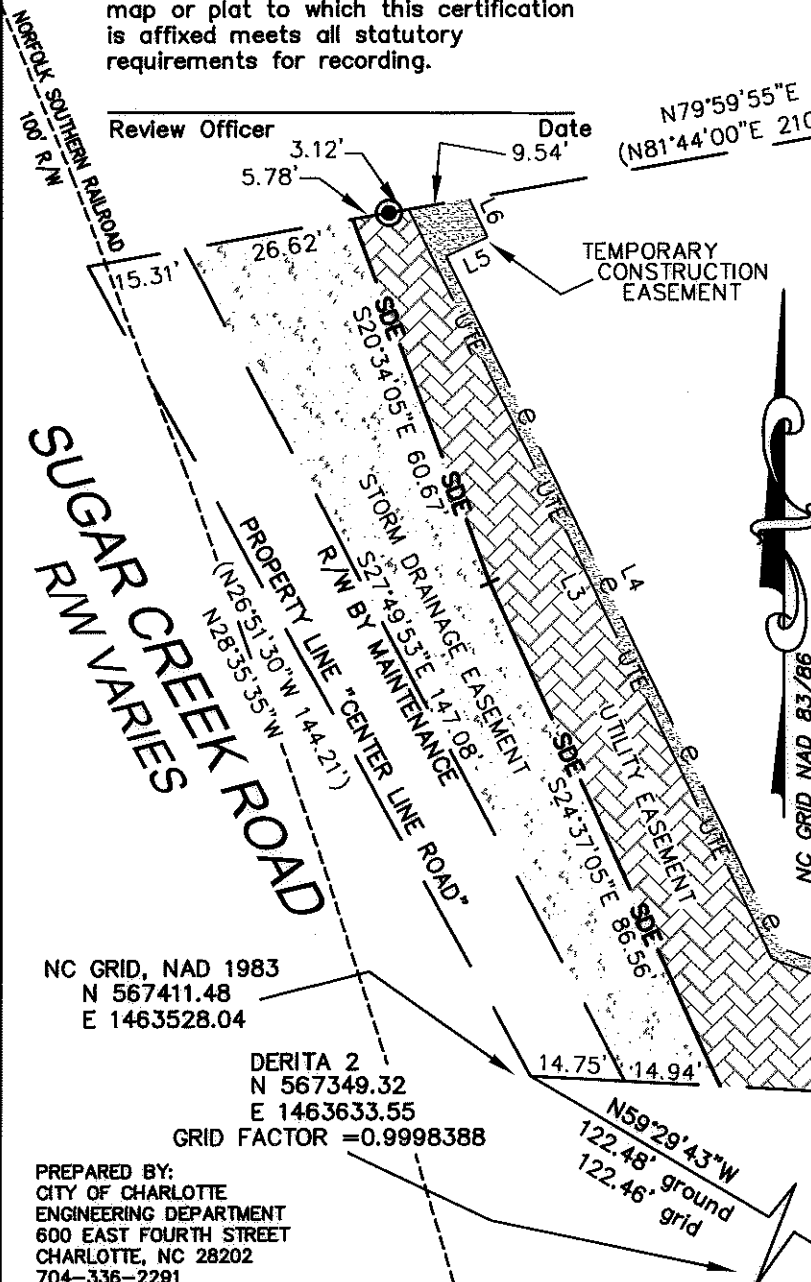 map or plat to which this certification
is affixed meets all statutory
requirements for recording.
Review Officer
Date
NORFOLK SOUTHERN RAILROAD
100' R/W
N79°59'55"E
(N81°44'00"E 210
3.12'
9.54'
5.78'
15.31'
26.62'
L6
L5
TEMPORARY
CONSTRUCTION
EASEMENT
SDE
S20°34'05"E 60.67'
SDE
UTE
e
UTE
L3
L4
e
UTE
e
UTE
e
STORM DRAINAGE EASEMENT
S27°49'53"E 147.08'
R/W BY MAINTENANCE
UTILITY EASEMENT
SDE
S24°37'05"E 86.56'
SDE
PROPERTY LINE "CENTER LINE ROAD"
(N26°51'30"W 144.21')
N28°35'35"W
SUGAR CREEK ROAD
R/W VARIES
NC GRID NAD 83/86
NC GRID, NAD 1983
N 567411.48
E 1463528.04
DERITA 2
N 567349.32
E 1463633.55
GRID FACTOR =0.9998388
14.75'
14.94'
N59°29'43"W
122.48' ground
122.46' grid
PREPARED BY:
CITY OF CHARLOTTE
ENGINEERING DEPARTMENT
600 EAST FOURTH STREET
CHARLOTTE, NC 28202
704-336-2291